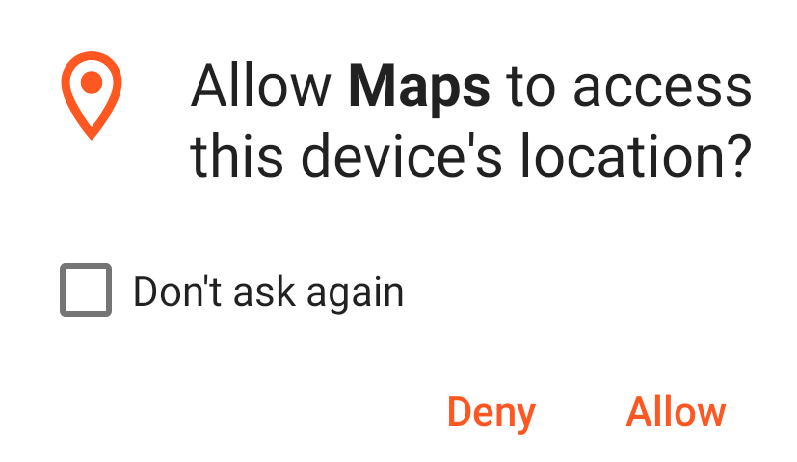 Allow Maps to access
this device's location?
Don't ask again
Deny Allow